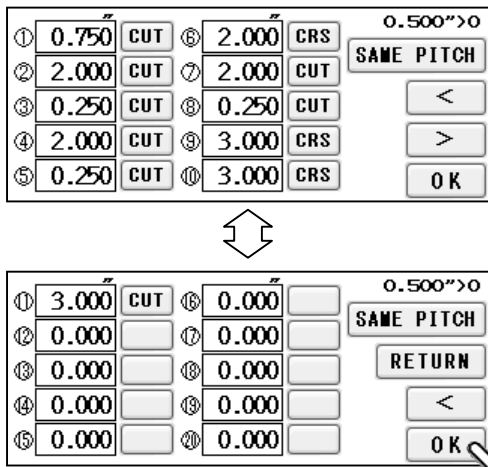 ″ ″ 0.500″>0
① 0.750 CUT ⑥ 2.000 CRS SAME PITCH
② 2.000 CUT ⑦ 2.000 CUT
③ 0.250 CUT ⑧ 0.250 CUT <
④ 2.000 CUT ⑨ 3.000 CRS >
⑤ 0.250 CUT ⑩ 3.000 CRS OK
″ ″ 0.500″>0
⑪ 3.000 CUT ⑯ 0.000 SAME PITCH
⑫ 0.000 ⑰ 0.000
⑬ 0.000 ⑱ 0.000 RETURN
⑭ 0.000 ⑲ 0.000 <
⑮ 0.000 ⑳ 0.000 OK